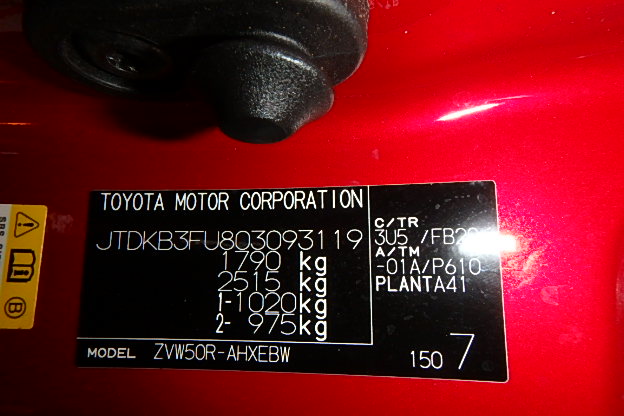 TOYOTA MOTOR CORPORATION
JTDKB3FU803093119
1790 kg
2515 kg
1-1020kg
2- 975kg
C/TR
3U5 /FB20
A/TM
-01A/P610
PLANTA41
MODEL ZVW50R-AHXEBW
150 7
B